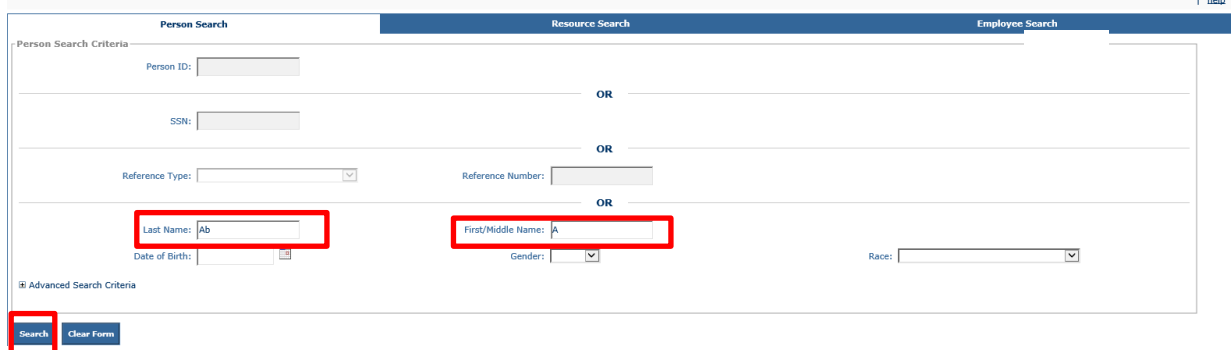 help
Person Search Resource Search Employee Search
Person Search Criteria
Person ID:
OR
SSN:
OR
Reference Type: Reference Number:
OR
Last Name: Ab First/Middle Name: A
Date of Birth: Gender: Race:
Advanced Search Criteria
Search Clear Form